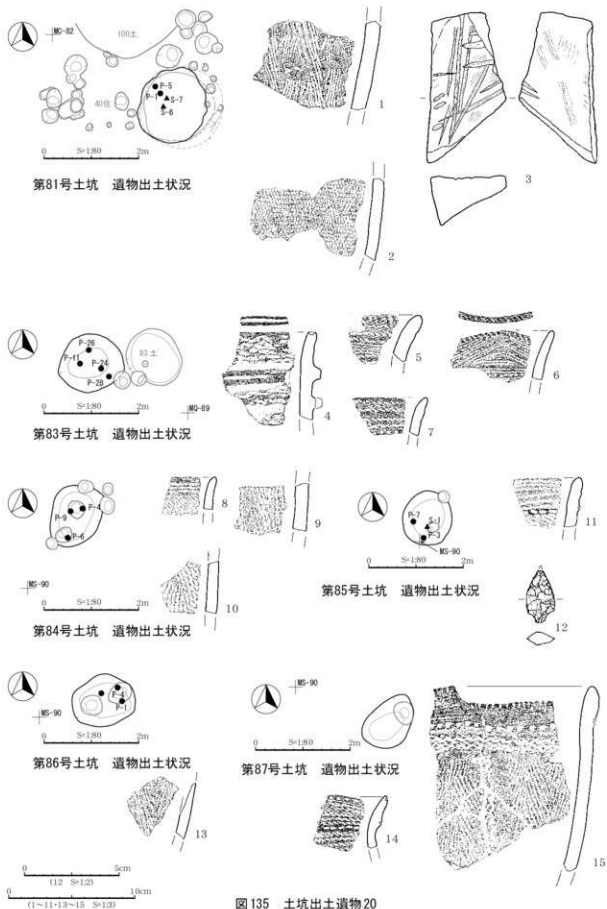 MC-82
100土
P-5
P-1
S-7
S-6
40住
0 S=1:80 2m
第81号土坑 遺物出土状況
1
2
3
P-26
P-11
P-24
P-28
93土
0 S=1:80 2m
MQ-89
第83号土坑 遺物出土状況
4
5
6
7
P-4
P-9
P-6
MS-90
0 S=1:80 2m
第84号土坑 遺物出土状況
8
9
10
P-7
S-1
P-3
MS-90
0 S=1:80 2m
第85号土坑 遺物出土状況
11
12
MS-90
P-4
P-1
0 S=1:80 2m
第86号土坑 遺物出土状況
13
MS-90
0 S=1:80 2m
第87号土坑 遺物出土状況
14
15
0 5cm
(12 S=1:2)
0 10cm
(1~11・13~15 S=1:3)
図135 土坑出土遺物20